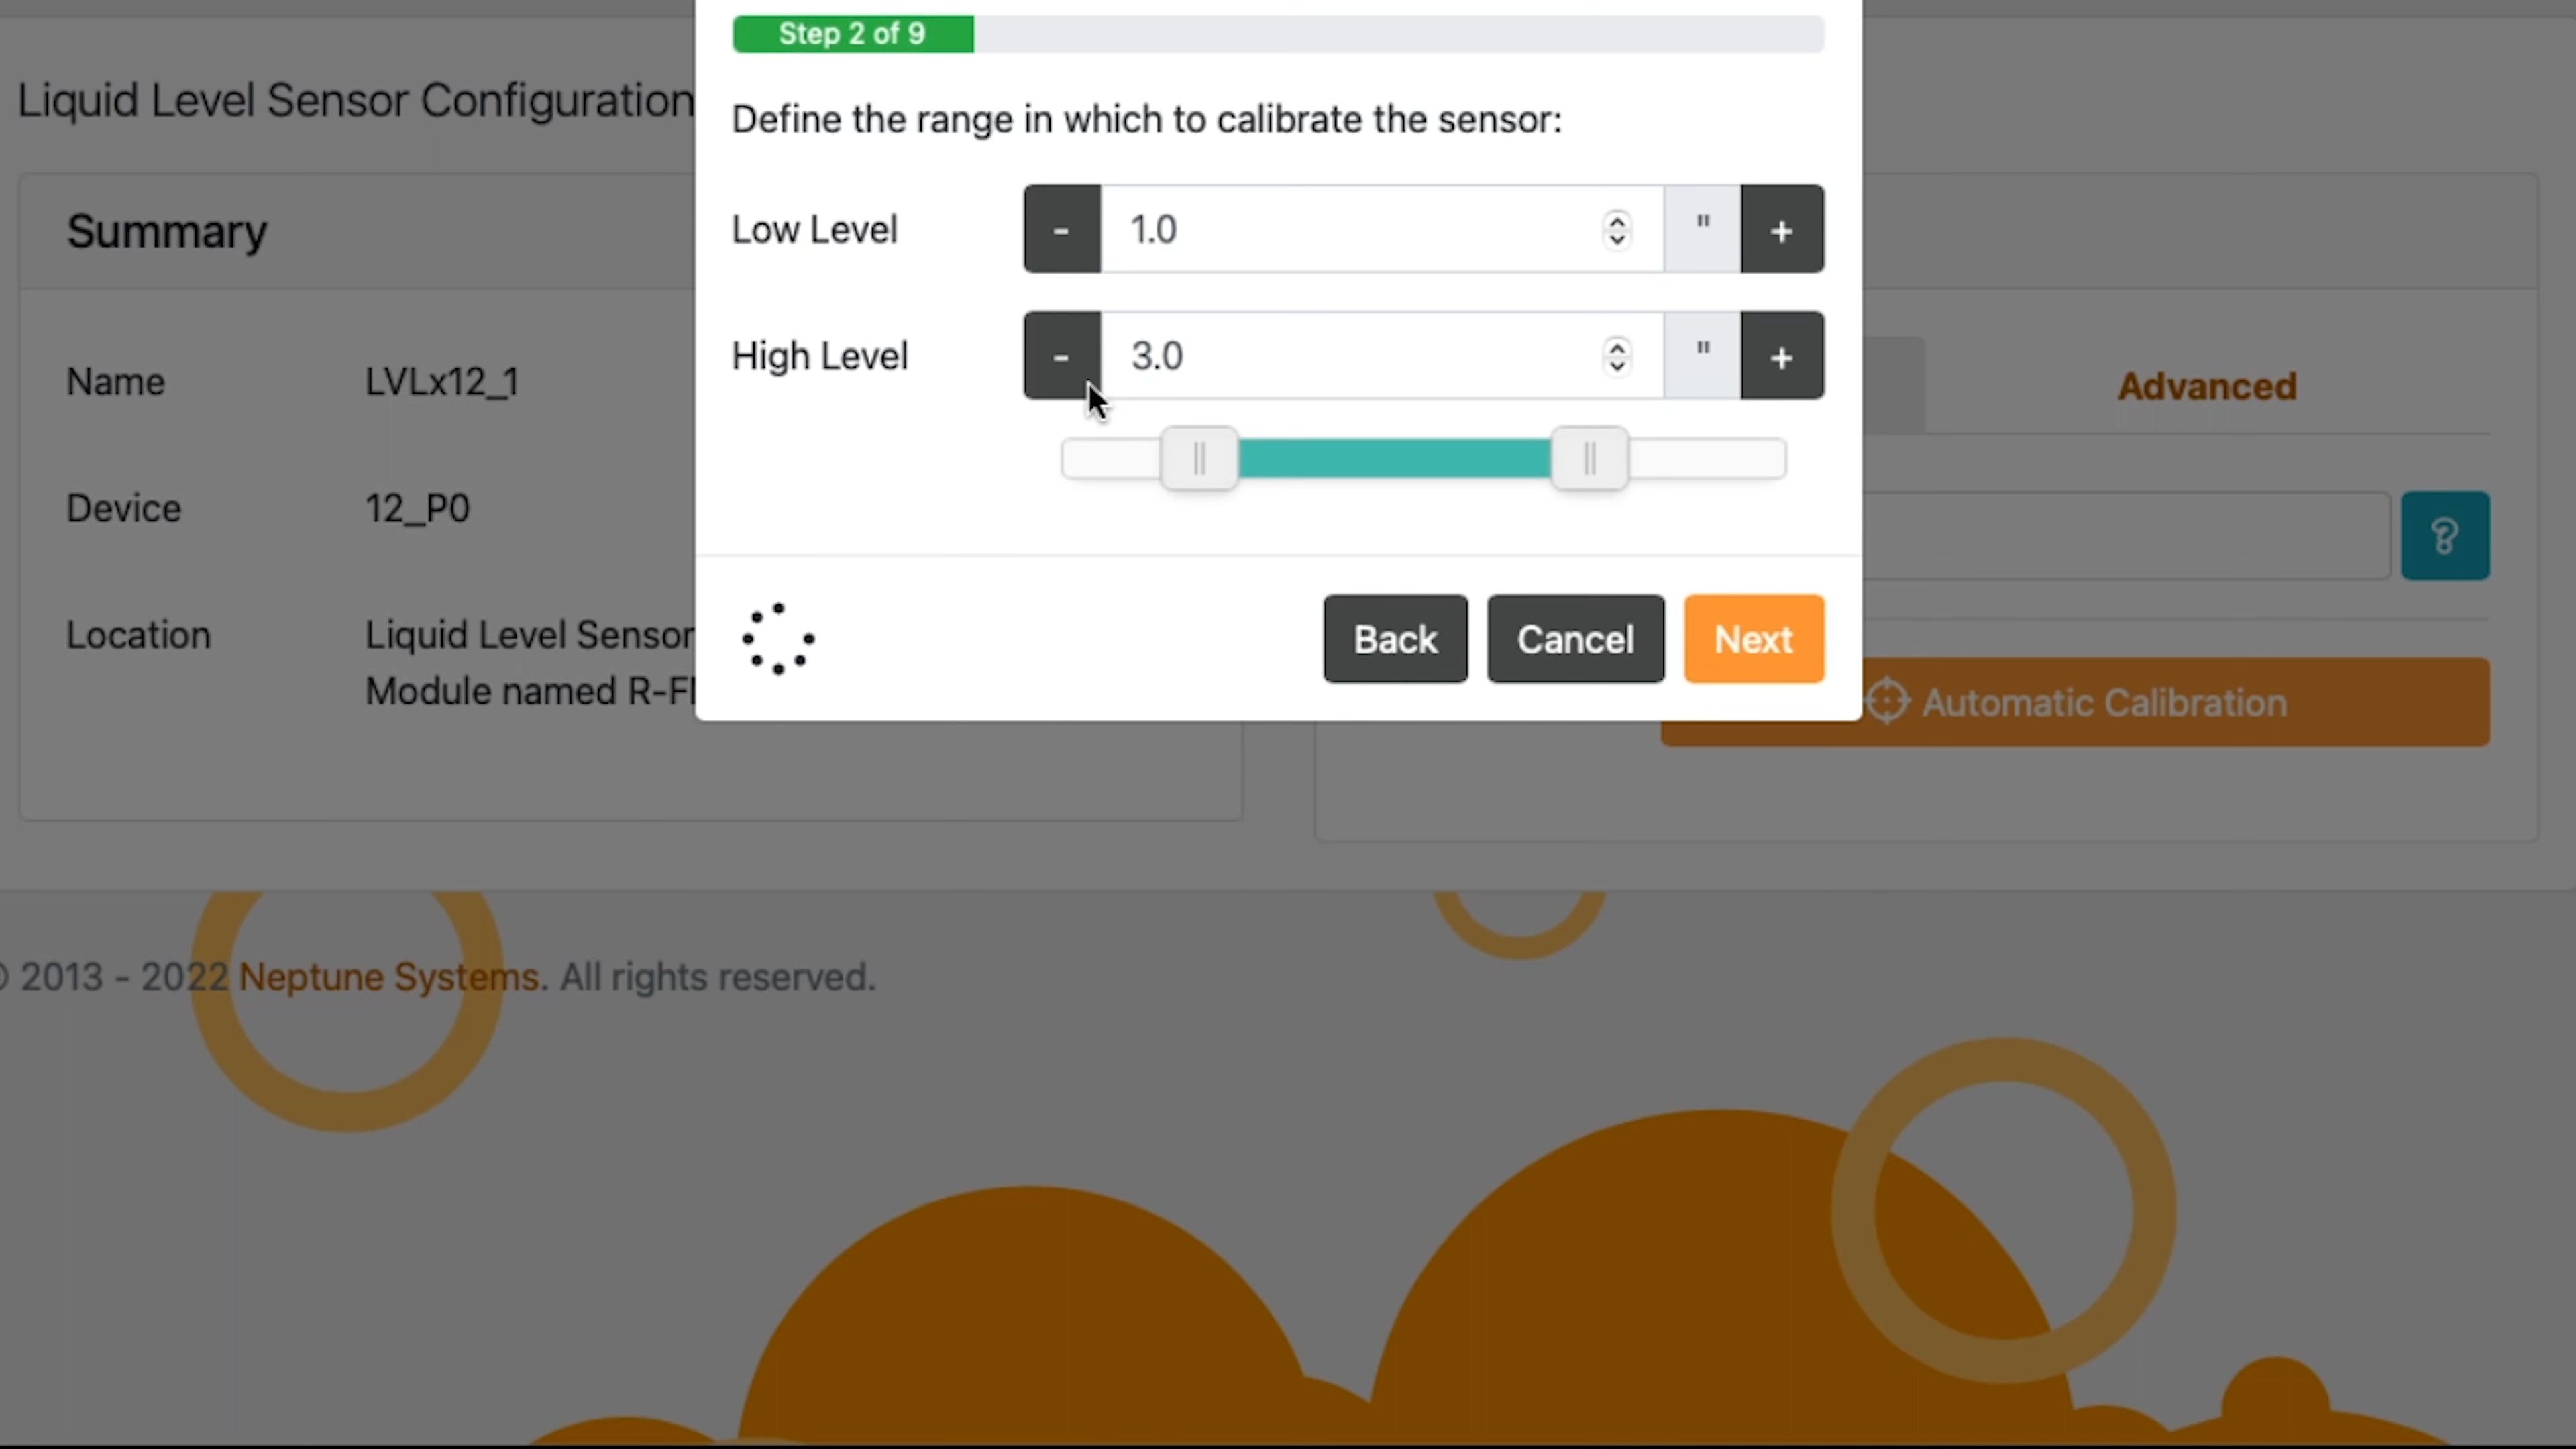 Step 2 of 9
Liquid Level Sensor Configuration
Define the range in which to calibrate the sensor:
Summary
Low Level - 1.0 " +
High Level - 3.0 " +
Name LVLx12_1
Advanced
Device 12_P0
?
Location Liquid Level Sensor
Module named
Back Cancel Next
Automatic Calibration
© 2013 - 2022 Neptune Systems. All rights reserved.